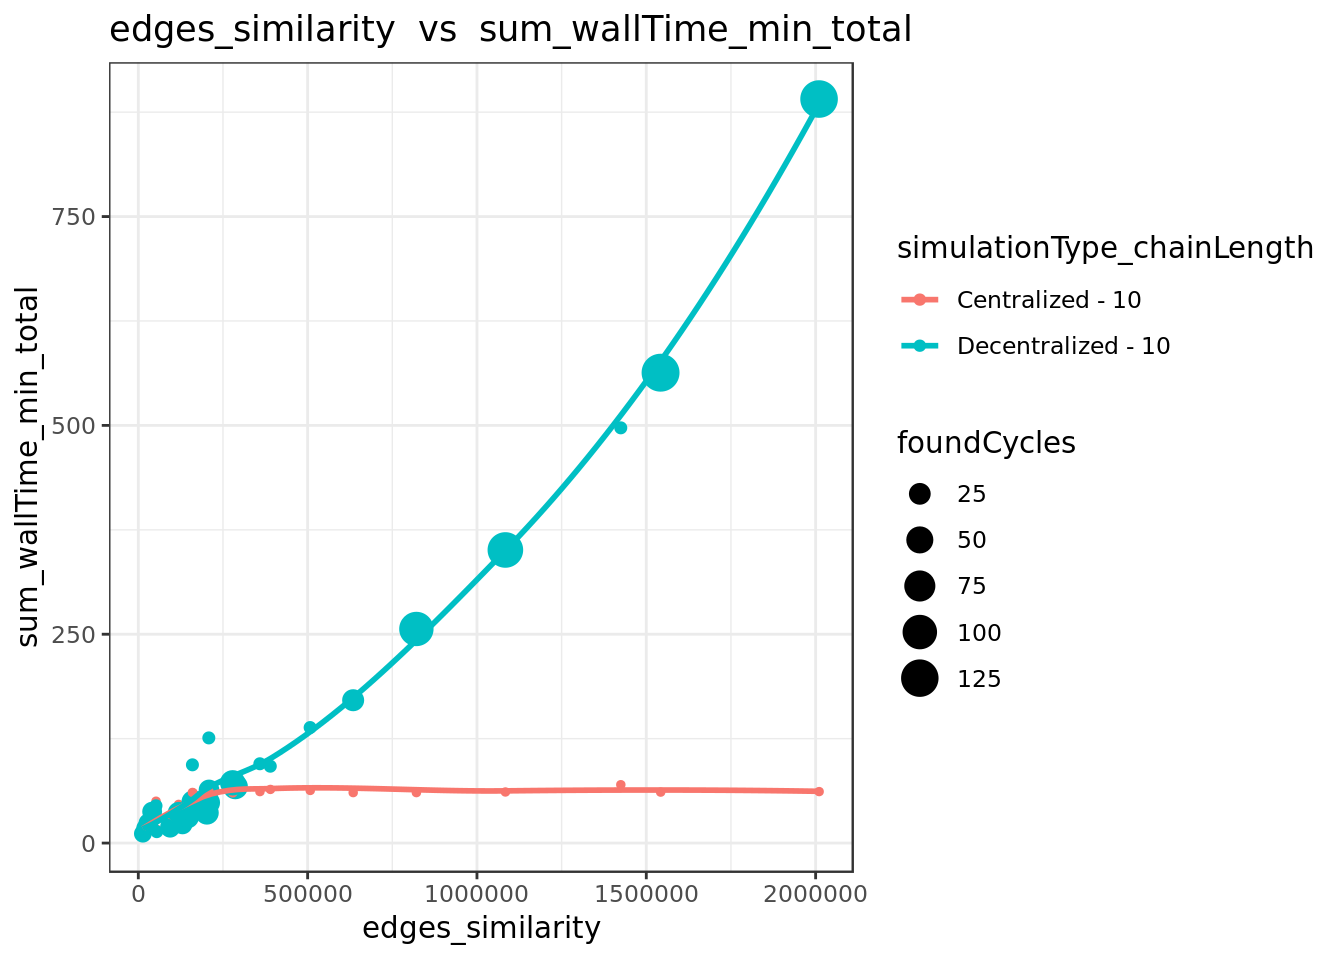 edges_similarity  vs  sum_wallTime_min_total
sum_wallTime_min_total
750
500
250
0
0
500000
1000000
1500000
2000000
edges_similarity
simulationType_chainLength
Centralized - 10
Decentralized - 10
foundCycles
25
50
75
100
125